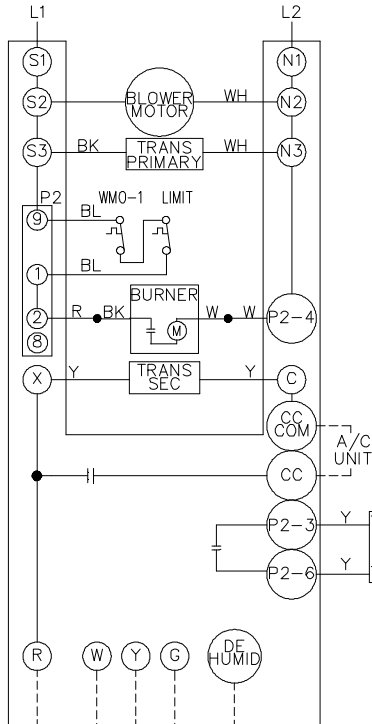 L1 L2
S1 N1
S2 BLOWER MOTOR WH N2
S3 BK TRANS PRIMARY WH N3
P2 WMO-1 LIMIT
9 BL
1 BL
BURNER
2 R BK M W W P2-4
8
X Y TRANS SEC Y C
CC COM
A/C UNIT
CC
P2-3 Y
P2-6 Y
R W Y G DE HUMID